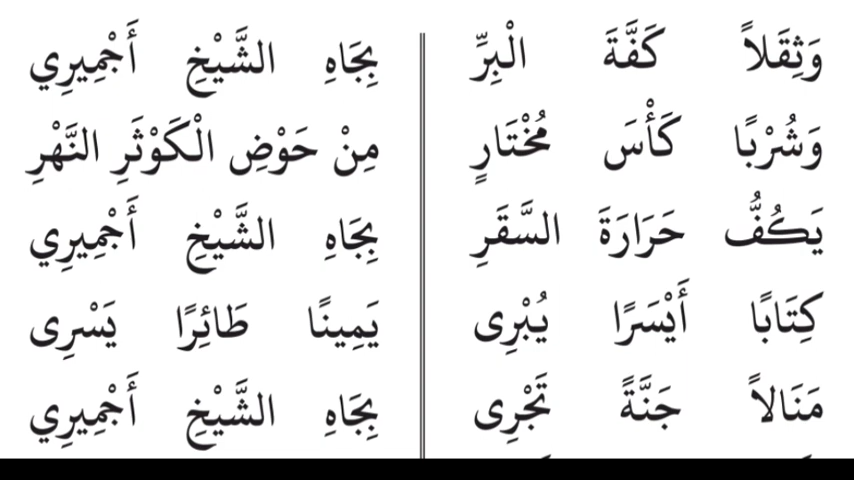 وَثِقَلاً كَفَّةَ الْبِرِّ بِجَاهِ الشَّيْخِ أَجْمِيرِي
وَشُرْبًا كَأْسَ مُخْتَارٍ مِنْ حَوْضِ الْكَوْثَرِ النَّهْرِ
يَكُفُّ حَرَارَةَ السَّقَرِ بِجَاهِ الشَّيْخِ أَجْمِيرِي
كِتَابًا أَيْسَرًا يُبْرِى يَمِينًا طَائِرًا يَسْرِى
مَنَالاً جَنَّةً تَجْرِى بِجَاهِ الشَّيْخِ أَجْمِيرِي